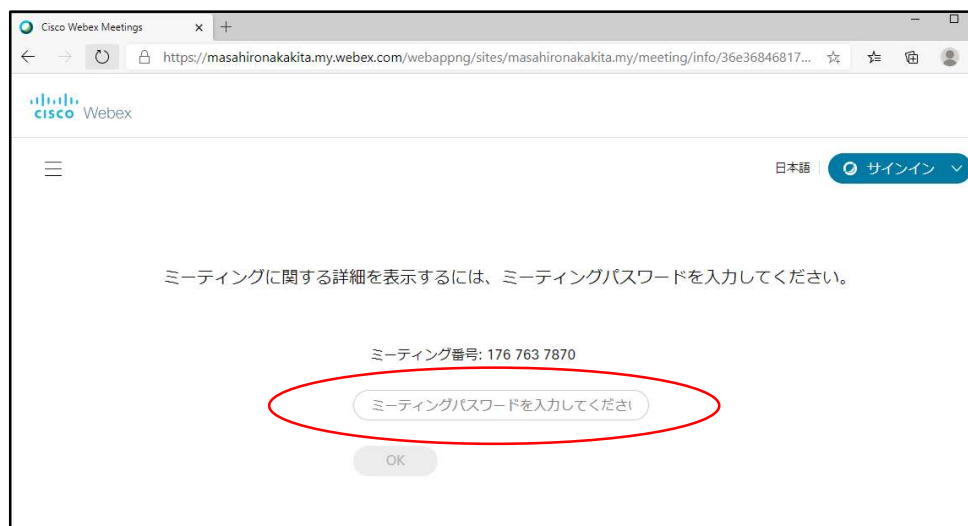 Cisco Webex Meetings
https://masahironakakita.my.webex.com/webappng/sites/masahironakakita.my/meeting/info/36e36846817...
CISCO Webex
日本語 サインイン
ミーティングに関する詳細を表示するには、ミーティングパスワードを入力してください。
ミーティング番号: 176 763 7870
ミーティングパスワードを入力してくださ
OK